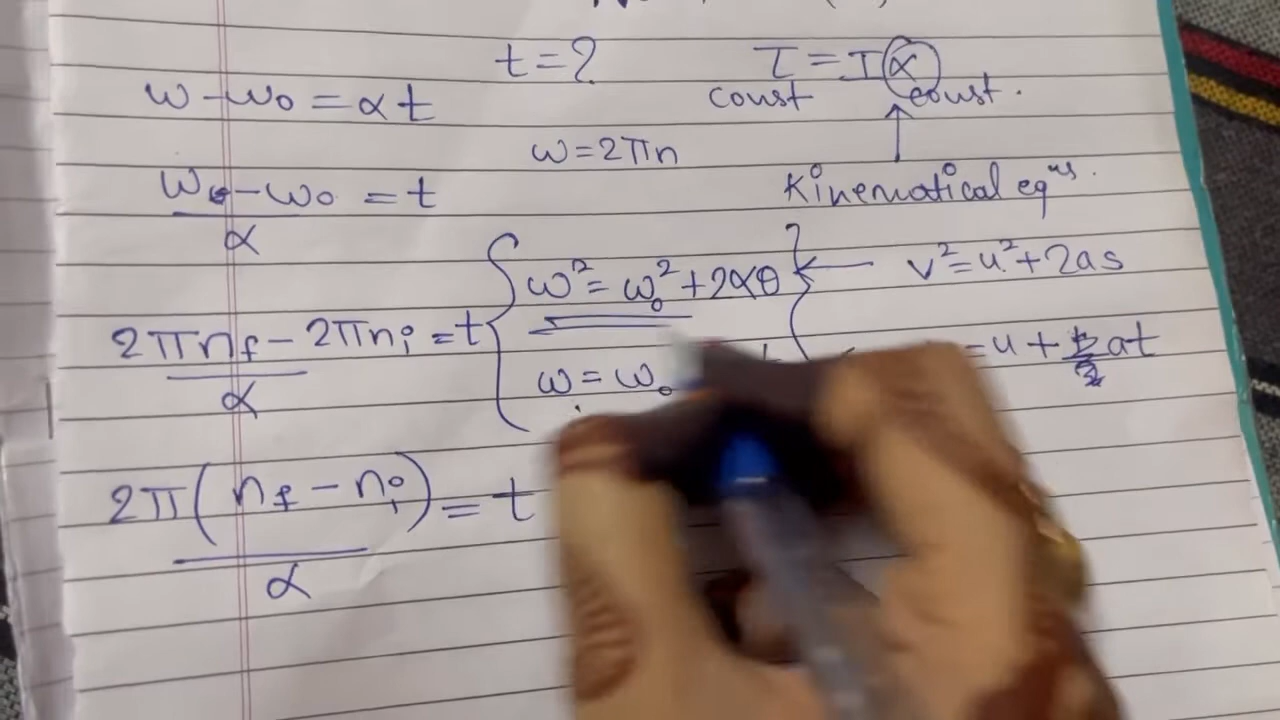 t = ?
τ = Iα
const const.
ω - ω₀ = αt
ω = 2πn
Kinematical eqⁿˢ.
ω - ω₀ = t
α
ω² = ω₀² + 2αθ
v² = u² + 2as
2πn_f - 2πn_i = t
α
ω = ω₀
= u + at
2π(n_f - n_i) = t
α